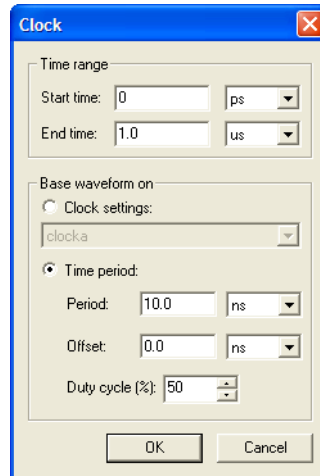 Clock
Time range
Start time: 0 ps
End time: 1.0 us
Base waveform on
Clock settings:
clocka
Time period:
Period: 10.0 ns
Offset: 0.0 ns
Duty cycle (%): 50
OK Cancel